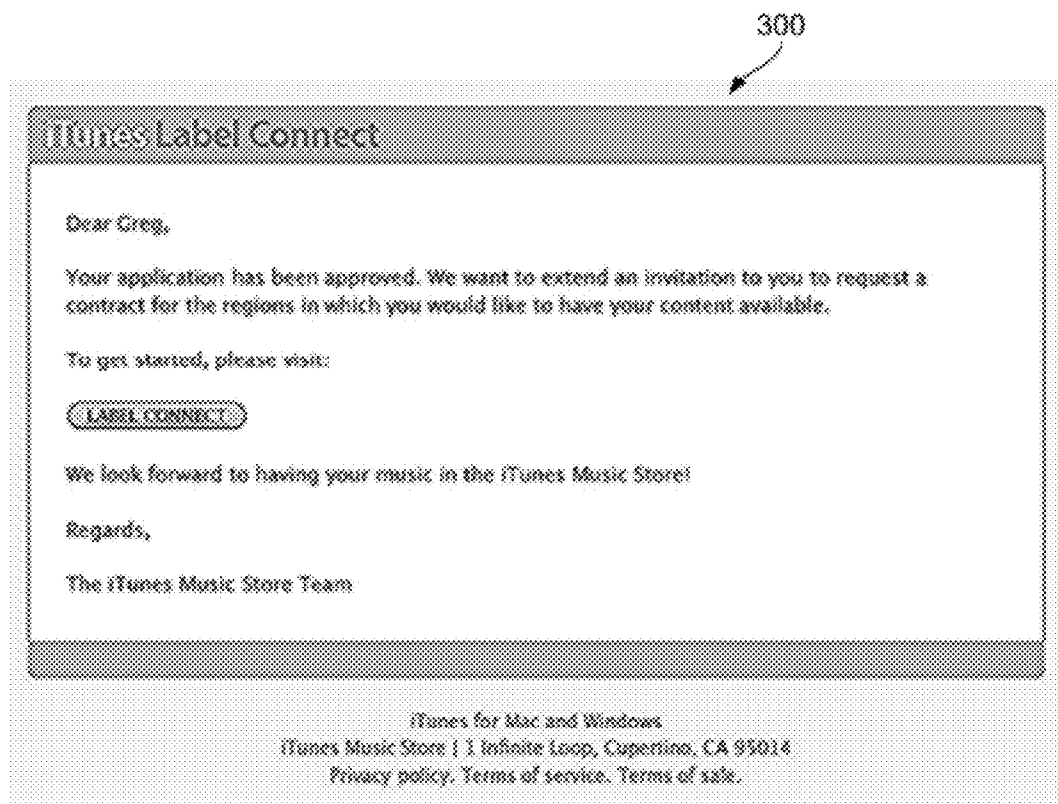 300
iTunes Label Connect
Dear Greg,
Your application has been approved. We want to extend an invitation to you to request a
contract for the regions in which you would like to have your content available.
To get started, please visit:
LABEL CONNECT
We look forward to having your music in the iTunes Music Store!
Regards,
The iTunes Music Store Team
iTunes for Mac and Windows
iTunes Music Store | 1 Infinite Loop, Cupertino, CA 95014
Privacy policy. Terms of service. Terms of sale.